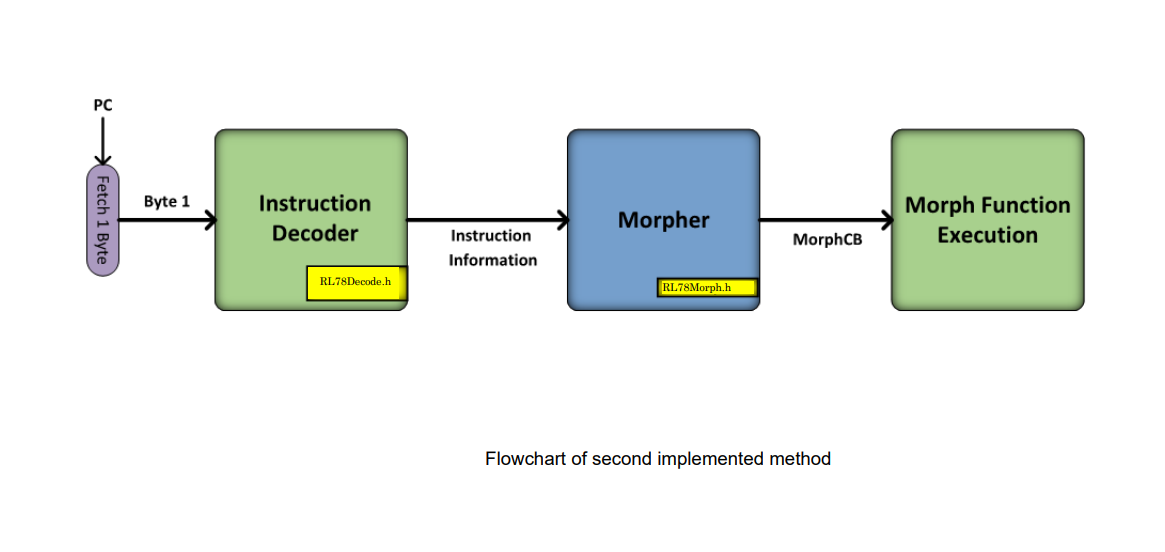 PC
Fetch 1 Byte
Byte 1
Instruction
Decoder
RL78Decode.h
Instruction
Information
Morpher
RL78Morph.h
MorphCB
Morph Function
Execution
Flowchart of second implemented method